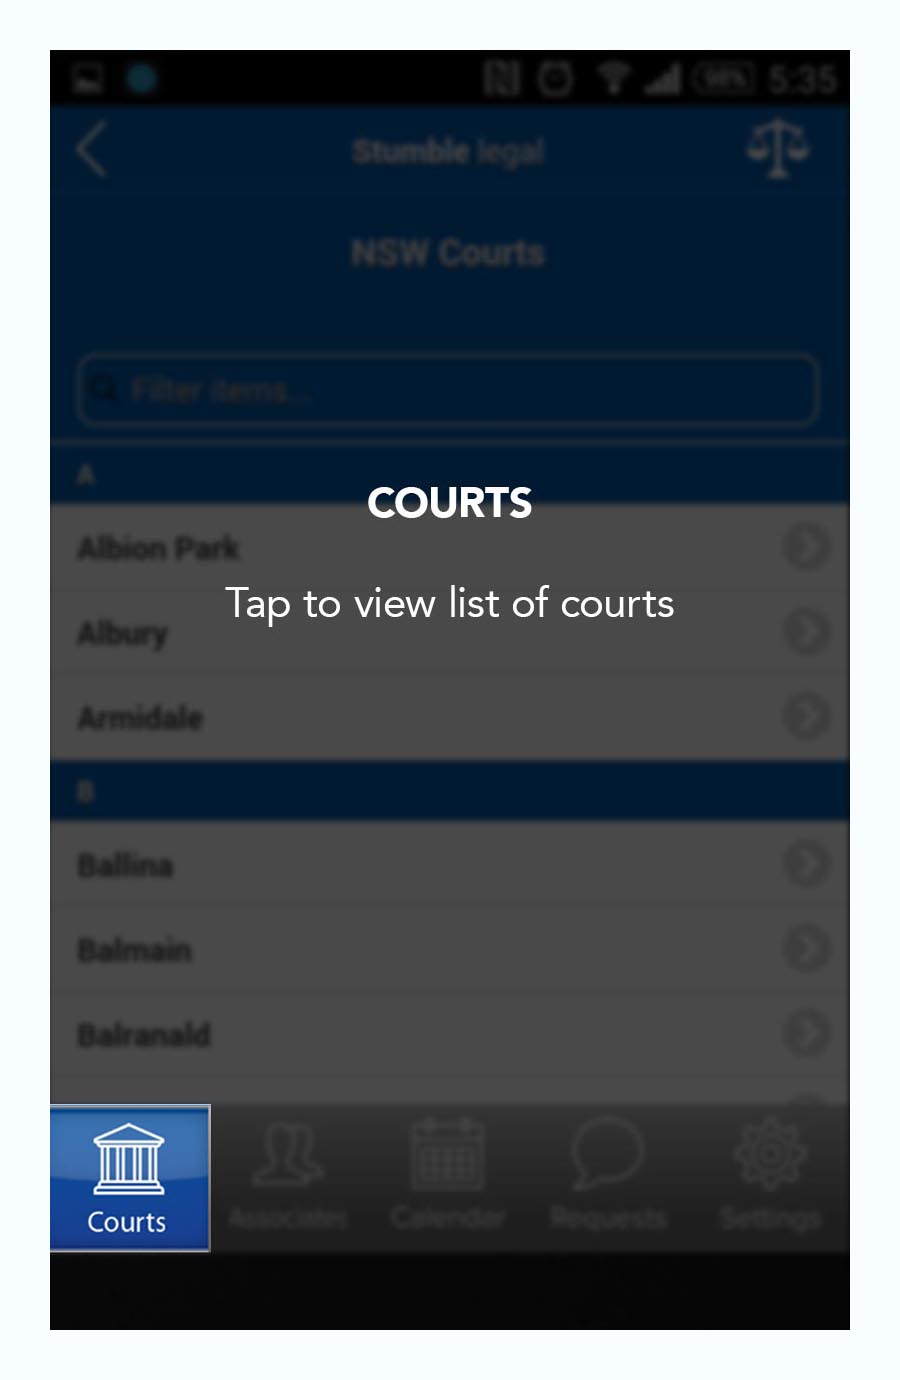 98% 5:35
Stumble legal
NSW Courts
Filter items...
A
COURTS
Albion Park
Tap to view list of courts
Albury
Armidale
B
Ballina
Balmain
Balranald
Courts Associates Calendar Requests Settings